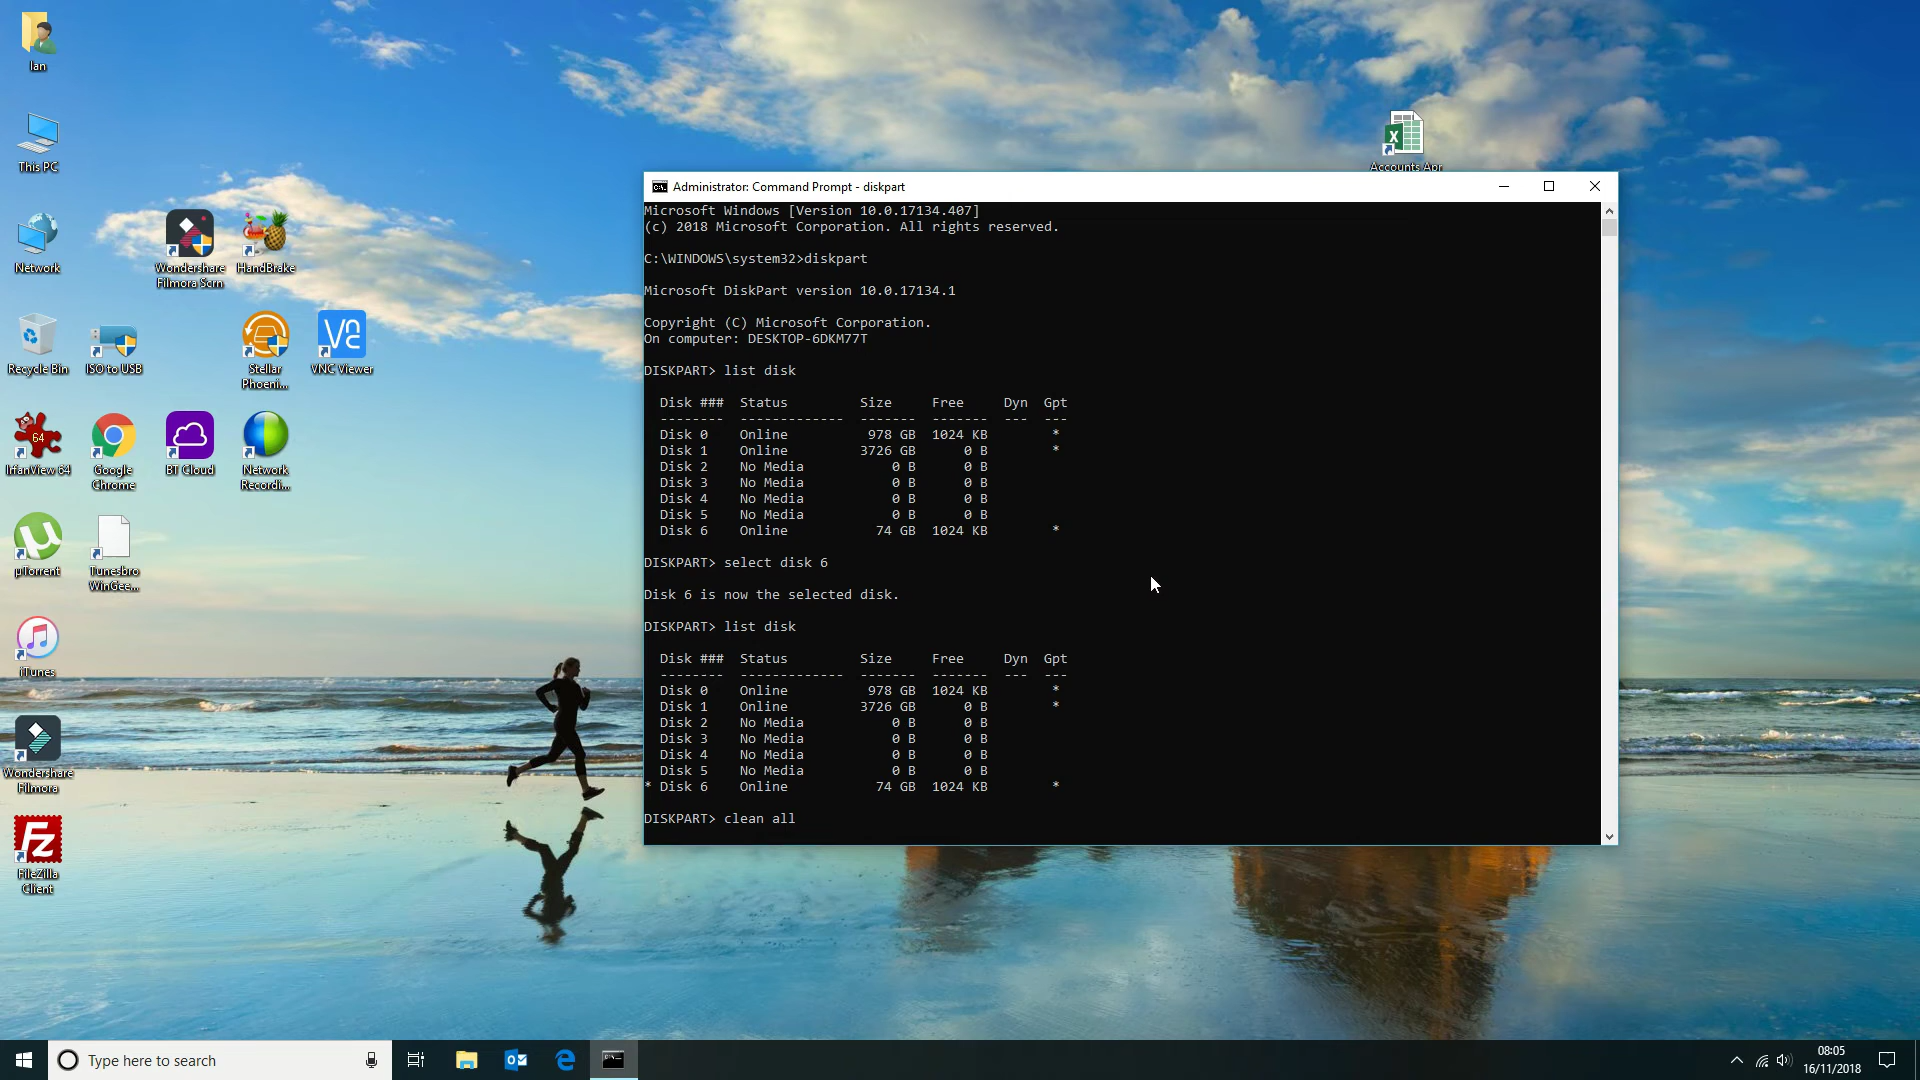 Ian
This PC
Network
Wondershare
Filmora Scrn
HandBrake
Recycle Bin
ISO to USB
Stellar
Phoeni...
VNC Viewer
64
IrfanView 64
Google
Chrome
BT Cloud
Network
Recordi...
µTorrent
Tunesbro
WinGee...
iTunes
Wondershare
Filmora
FileZilla
Client
Accounts Apr
Administrator: Command Prompt - diskpart
Microsoft Windows [Version 10.0.17134.407]
(c) 2018 Microsoft Corporation. All rights reserved.
C:\WINDOWS\system32>diskpart
Microsoft DiskPart version 10.0.17134.1
Copyright (C) Microsoft Corporation.
On computer: DESKTOP-6DKM77T
DISKPART> list disk
Disk ###  Status         Size     Free     Dyn  Gpt
--------  -------------  -------  -------  ---  ---
Disk 0    Online          978 GB  1024 KB        *
Disk 1    Online         3726 GB      0 B        *
Disk 2    No Media           0 B      0 B
Disk 3    No Media           0 B      0 B
Disk 4    No Media           0 B      0 B
Disk 5    No Media           0 B      0 B
Disk 6    Online           74 GB  1024 KB        *
DISKPART> select disk 6
Disk 6 is now the selected disk.
DISKPART> list disk
Disk ###  Status         Size     Free     Dyn  Gpt
--------  -------------  -------  -------  ---  ---
Disk 0    Online          978 GB  1024 KB        *
Disk 1    Online         3726 GB      0 B        *
Disk 2    No Media           0 B      0 B
Disk 3    No Media           0 B      0 B
Disk 4    No Media           0 B      0 B
Disk 5    No Media           0 B      0 B
* Disk 6    Online           74 GB  1024 KB        *
DISKPART> clean all
Type here to search
08:05
16/11/2018